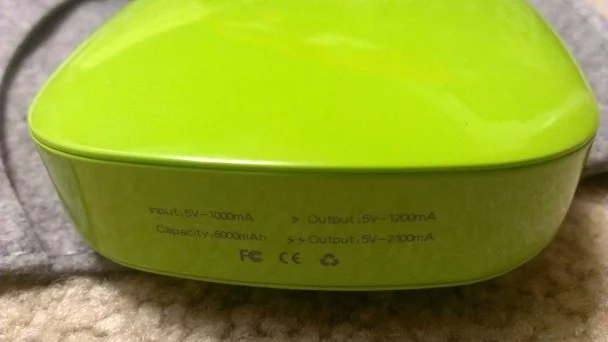 Input:5V-1000mA
Output:5V-1200mA
Capacity:6000mAh
Output:5V-2100mA
FC CE